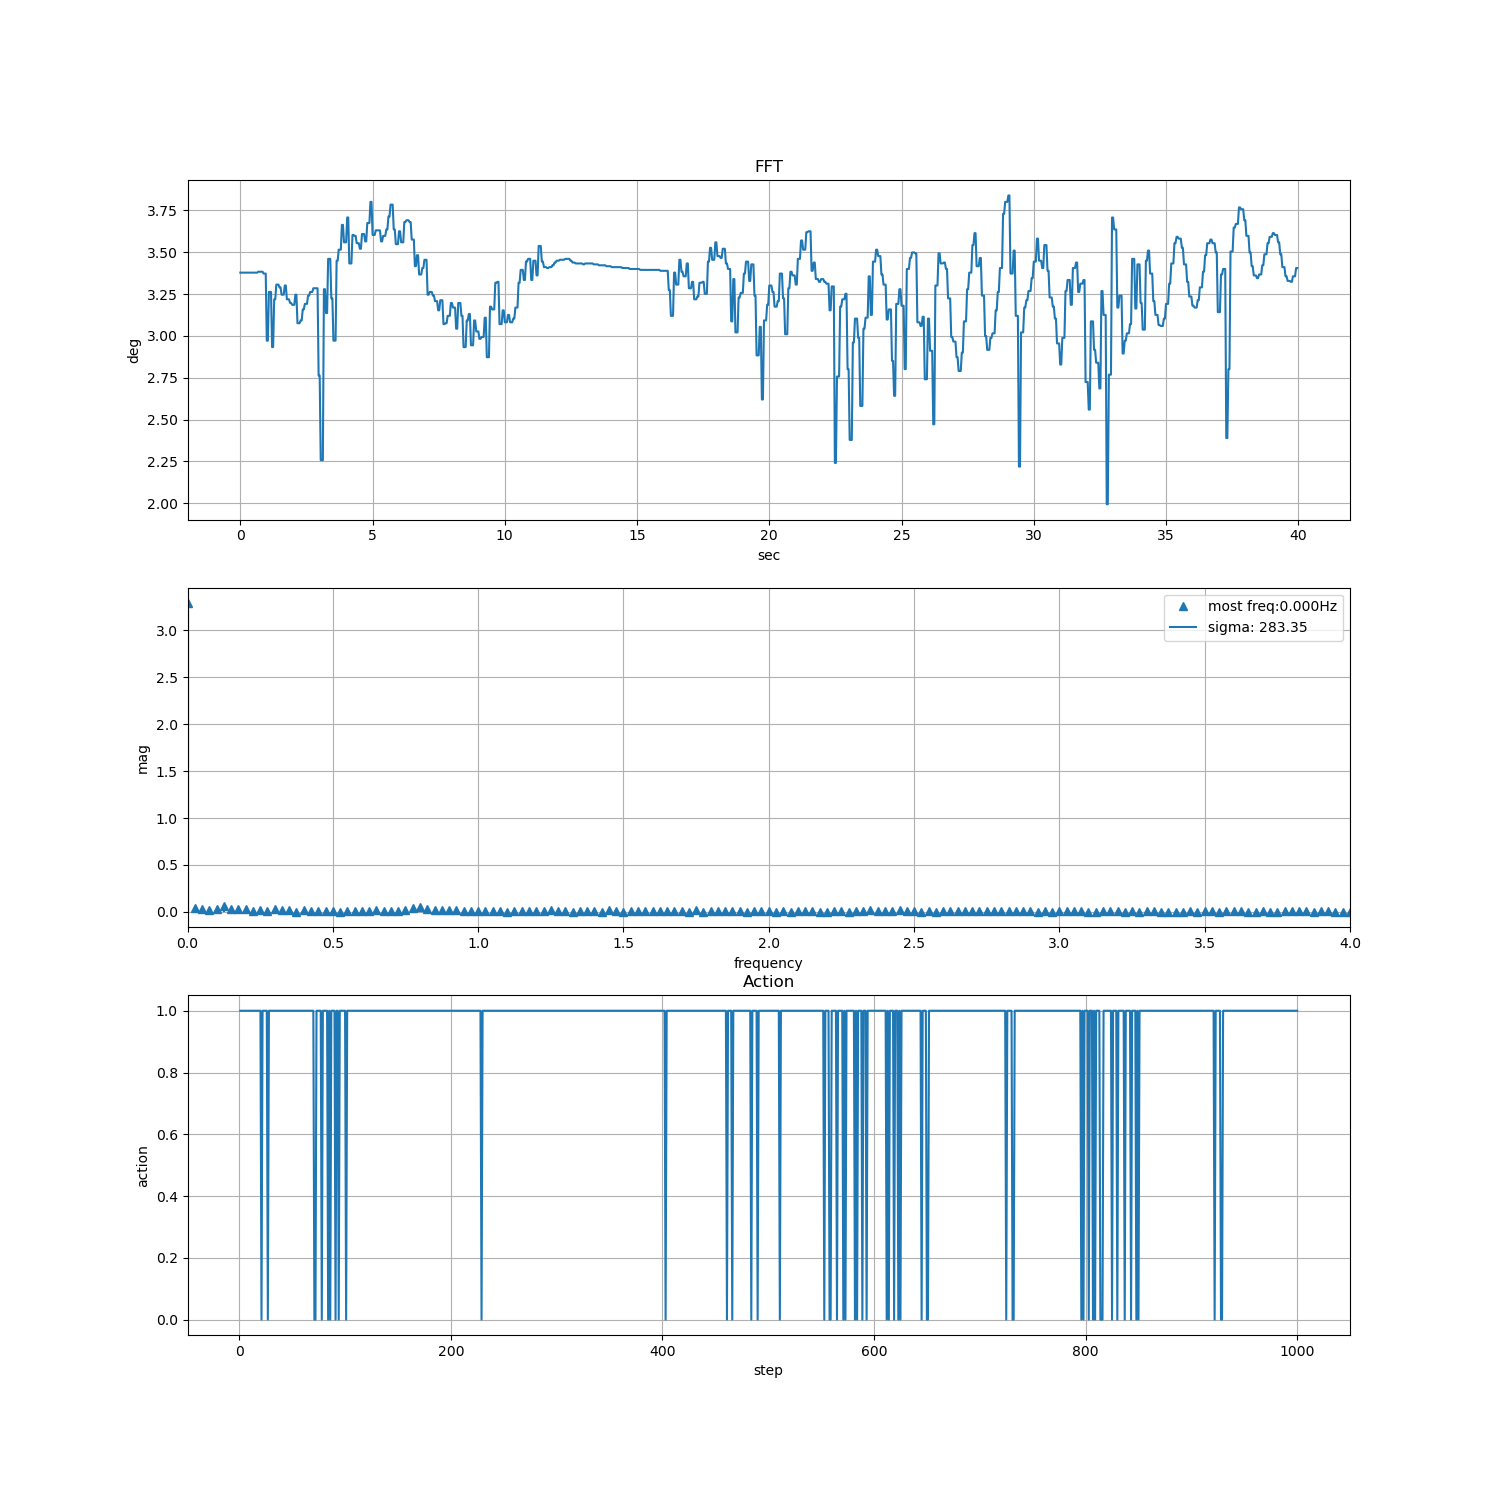 FFT
3.75
3.50
3.25
3.00
2.75
2.50
2.25
2.00
deg
0 5 10 15 20 25 30 35 40
sec
most freq:0.000Hz
sigma: 283.35
3.0
2.5
2.0
1.5
1.0
0.5
0.0
mag
0.0 0.5 1.0 1.5 2.0 2.5 3.0 3.5 4.0
frequency
Action
1.0
0.8
0.6
0.4
0.2
0.0
action
0 200 400 600 800 1000
step